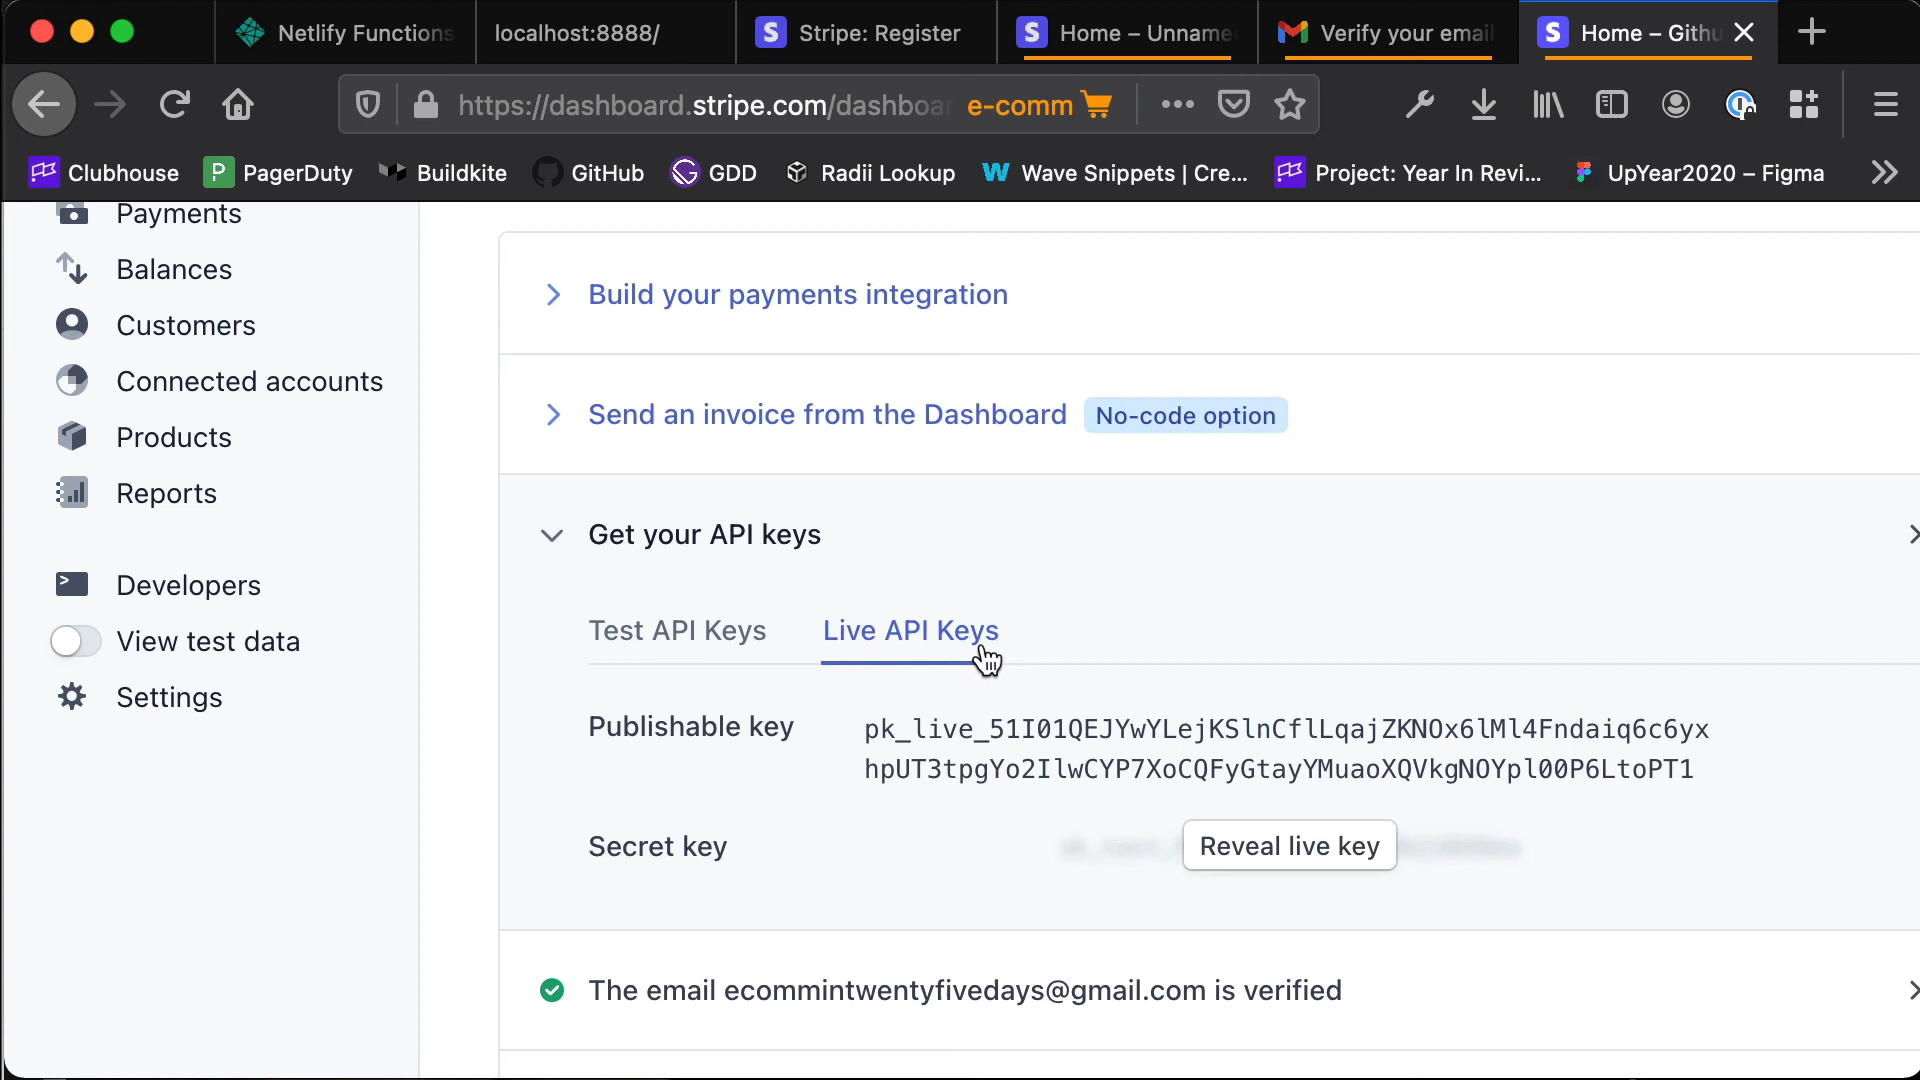 Netlify Functions
localhost:8888/
Stripe: Register
Home – Unname
Verify your email
Home – Githu
https://dashboard.stripe.com/dashboar e-comm
Clubhouse
PagerDuty
Buildkite
GitHub
GDD
Radii Lookup
Wave Snippets | Cre...
Project: Year In Revi...
UpYear2020 – Figma
Payments
Balances
Customers
Connected accounts
Products
Reports
Developers
View test data
Settings
Build your payments integration
Send an invoice from the Dashboard No-code option
Get your API keys
Test API Keys Live API Keys
Publishable key pk_live_51I01QEJYwYLejKSlnCflLqajZKNOx6lMl4Fndaiq6c6yx
hpUT3tpgYo2IlwCYP7XoCQFyGtayYMuaoXQVkgNOYpl00P6LtoPT1
Secret key Reveal live key
The email ecommintwentyfivedays@gmail.com is verified